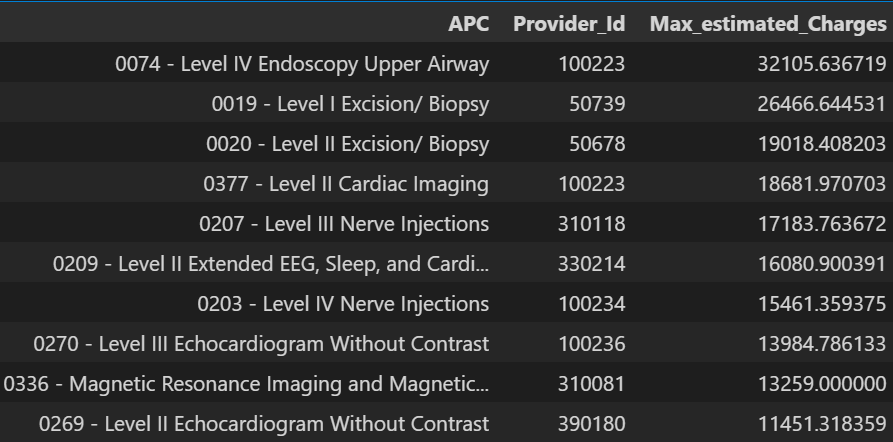 APC Provider_Id Max_estimated_Charges
0074 - Level IV Endoscopy Upper Airway 100223 32105.636719
0019 - Level I Excision/ Biopsy 50739 26466.644531
0020 - Level II Excision/ Biopsy 50678 19018.408203
0377 - Level II Cardiac Imaging 100223 18681.970703
0207 - Level III Nerve Injections 310118 17183.763672
0209 - Level II Extended EEG, Sleep, and Cardi... 330214 16080.900391
0203 - Level IV Nerve Injections 100234 15461.359375
0270 - Level III Echocardiogram Without Contrast 100236 13984.786133
0336 - Magnetic Resonance Imaging and Magnetic... 310081 13259.000000
0269 - Level II Echocardiogram Without Contrast 390180 11451.318359